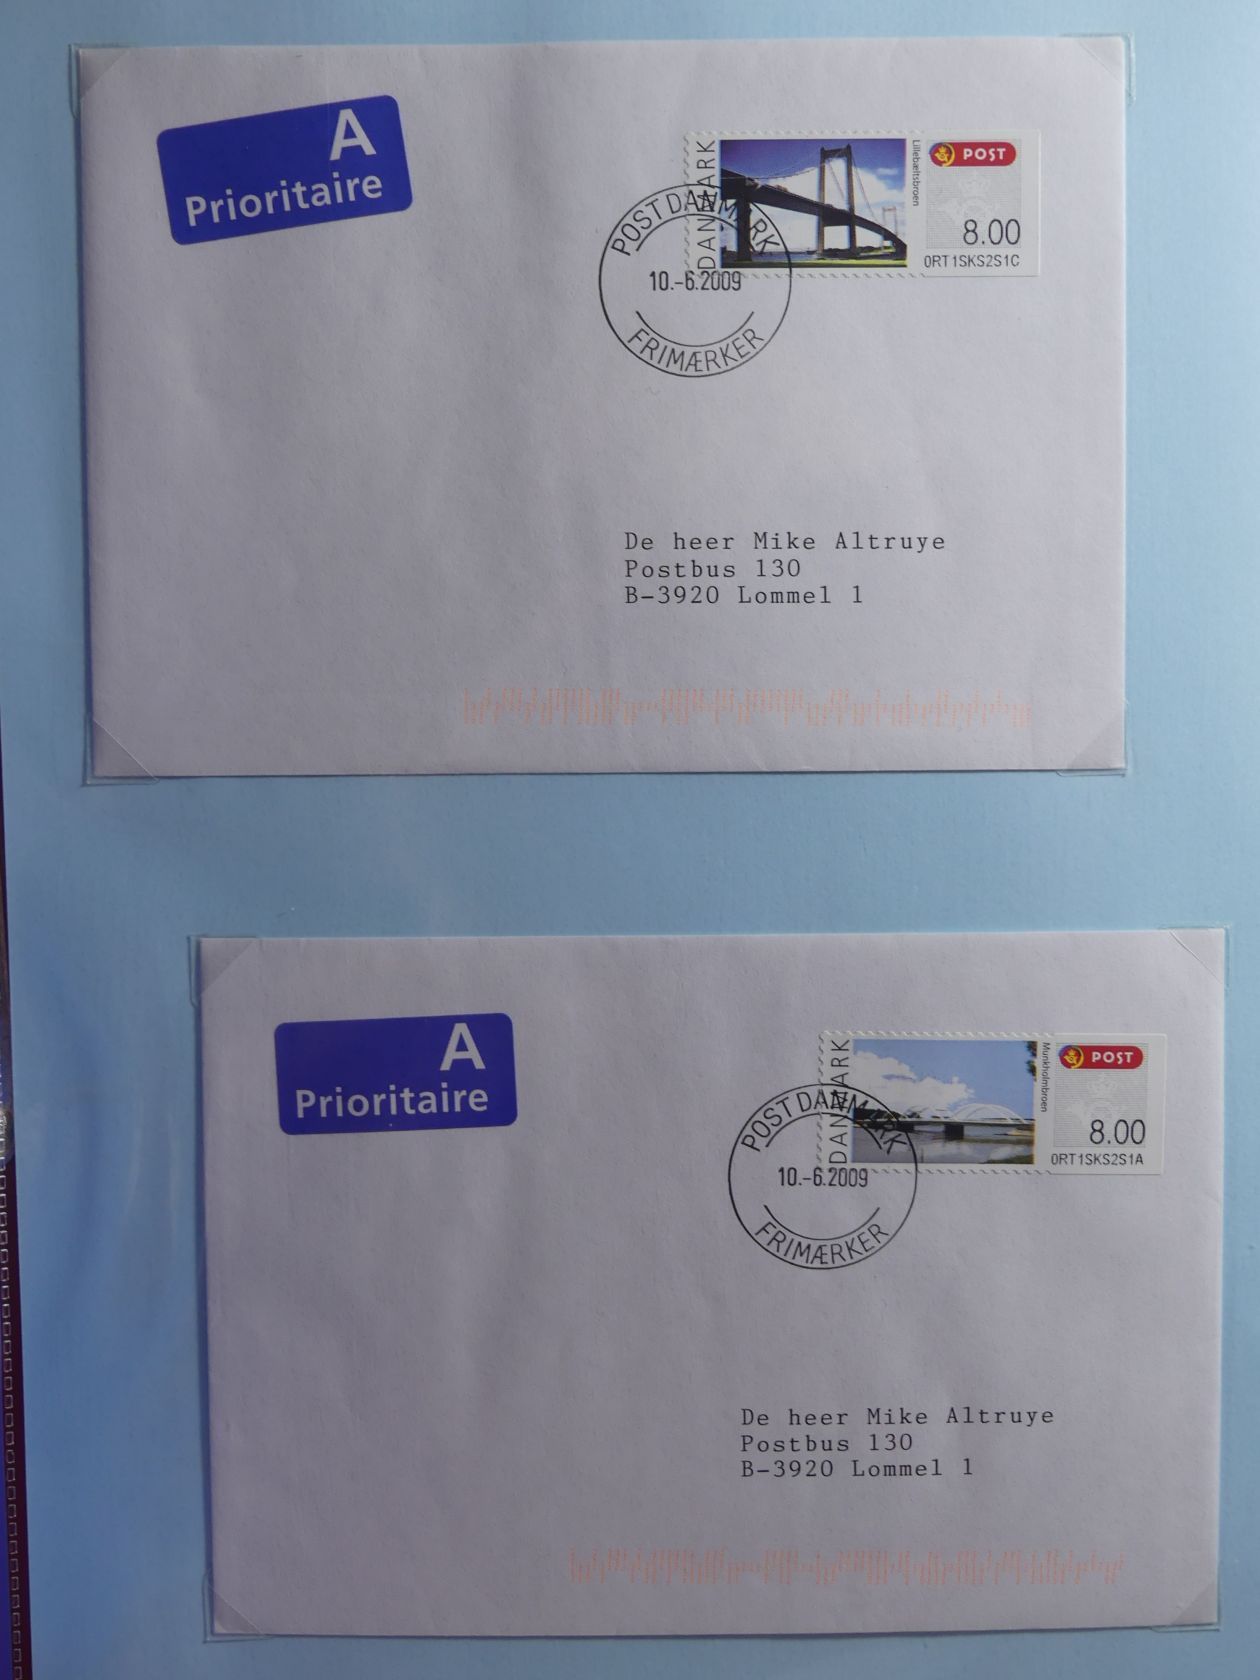 A
Prioritaire
DANMARK
Lillebæltsbroen
POST
8.00
0RT1SKS2S1C
POST DANMARK
10.-6.2009
FRIMÆRKER
De heer Mike Altruye
Postbus 130
B-3920 Lommel 1
A
Prioritaire
DANMARK
Munkholmbroen
POST
8.00
0RT1SKS2S1A
POST DANMARK
10.-6.2009
FRIMÆRKER
De heer Mike Altruye
Postbus 130
B-3920 Lommel 1